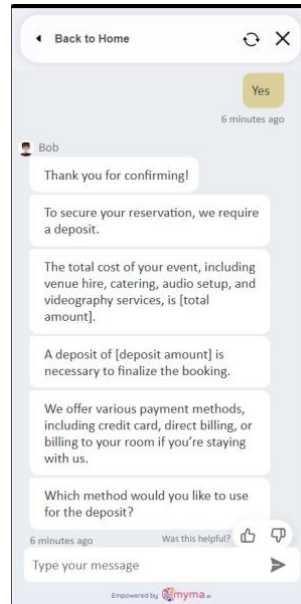 Back to Home
Yes
6 minutes ago
Bob
Thank you for confirming!
To secure your reservation, we require
a deposit.
The total cost of your event, including
venue hire, catering, audio setup, and
videography services, is [total
amount].
A deposit of [deposit amount] is
necessary to finalize the booking.
We offer various payment methods,
including credit card, direct billing, or
billing to your room if you're staying
with us.
Which method would you like to use
for the deposit?
6 minutes ago Was this helpful?
Type your message
Empowered by myma.ai